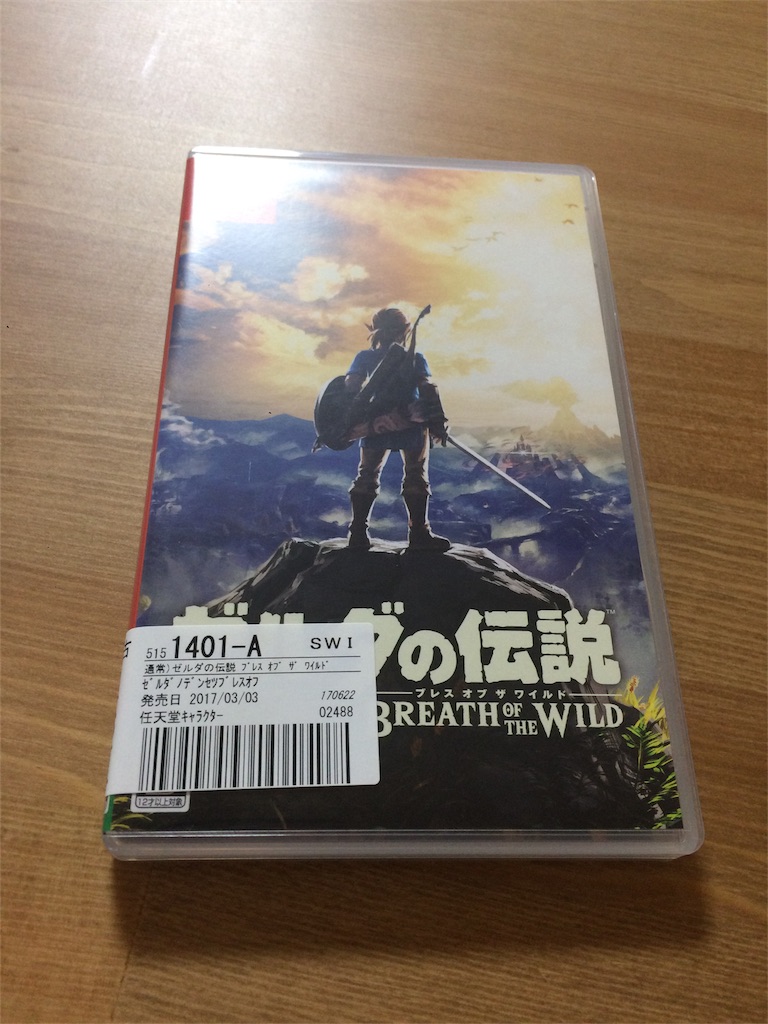 ゼルダの伝説
TM
ブレス オブ ザ ワイルド
BREATH OF THE WILD
515 1401-A SWI
通常)ゼルダの伝説 ブレス オブ ザ ワイルド
ゼルダノデンセツブレスオフ
発売日 2017/03/03 170622
任天堂キャラクター 02488
12才以上対象